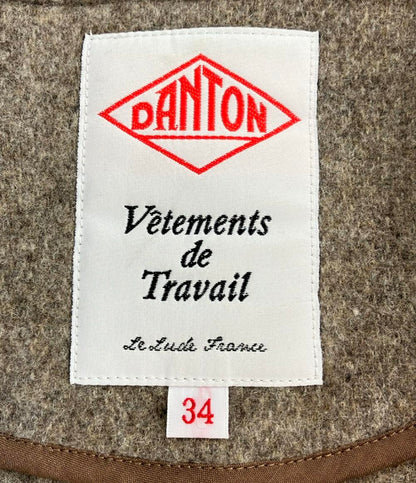 DANTON
Vêtements
de
Travail
Le Lude France
34